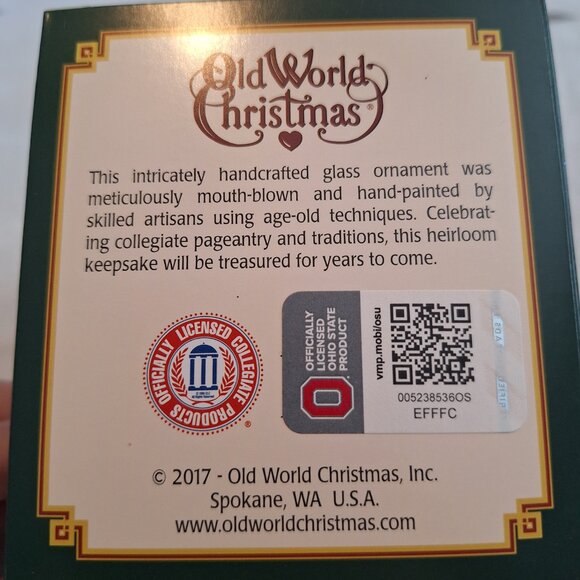 Old World
Christmas®
This intricately handcrafted glass ornament was
meticulously mouth-blown and hand-painted by
skilled artisans using age-old techniques. Celebrat-
ing collegiate pageantry and traditions, this heirloom
keepsake will be treasured for years to come.
OFFICIALLY LICENSED COLLEGIATE PRODUCTS
®
OFFICIALLY
LICENSED
OHIO STATE
PRODUCT
O
vmp.mobi/osu
005238536OS
EFFFC
© 2017 - Old World Christmas, Inc.
Spokane, WA U.S.A.
www.oldworldchristmas.com